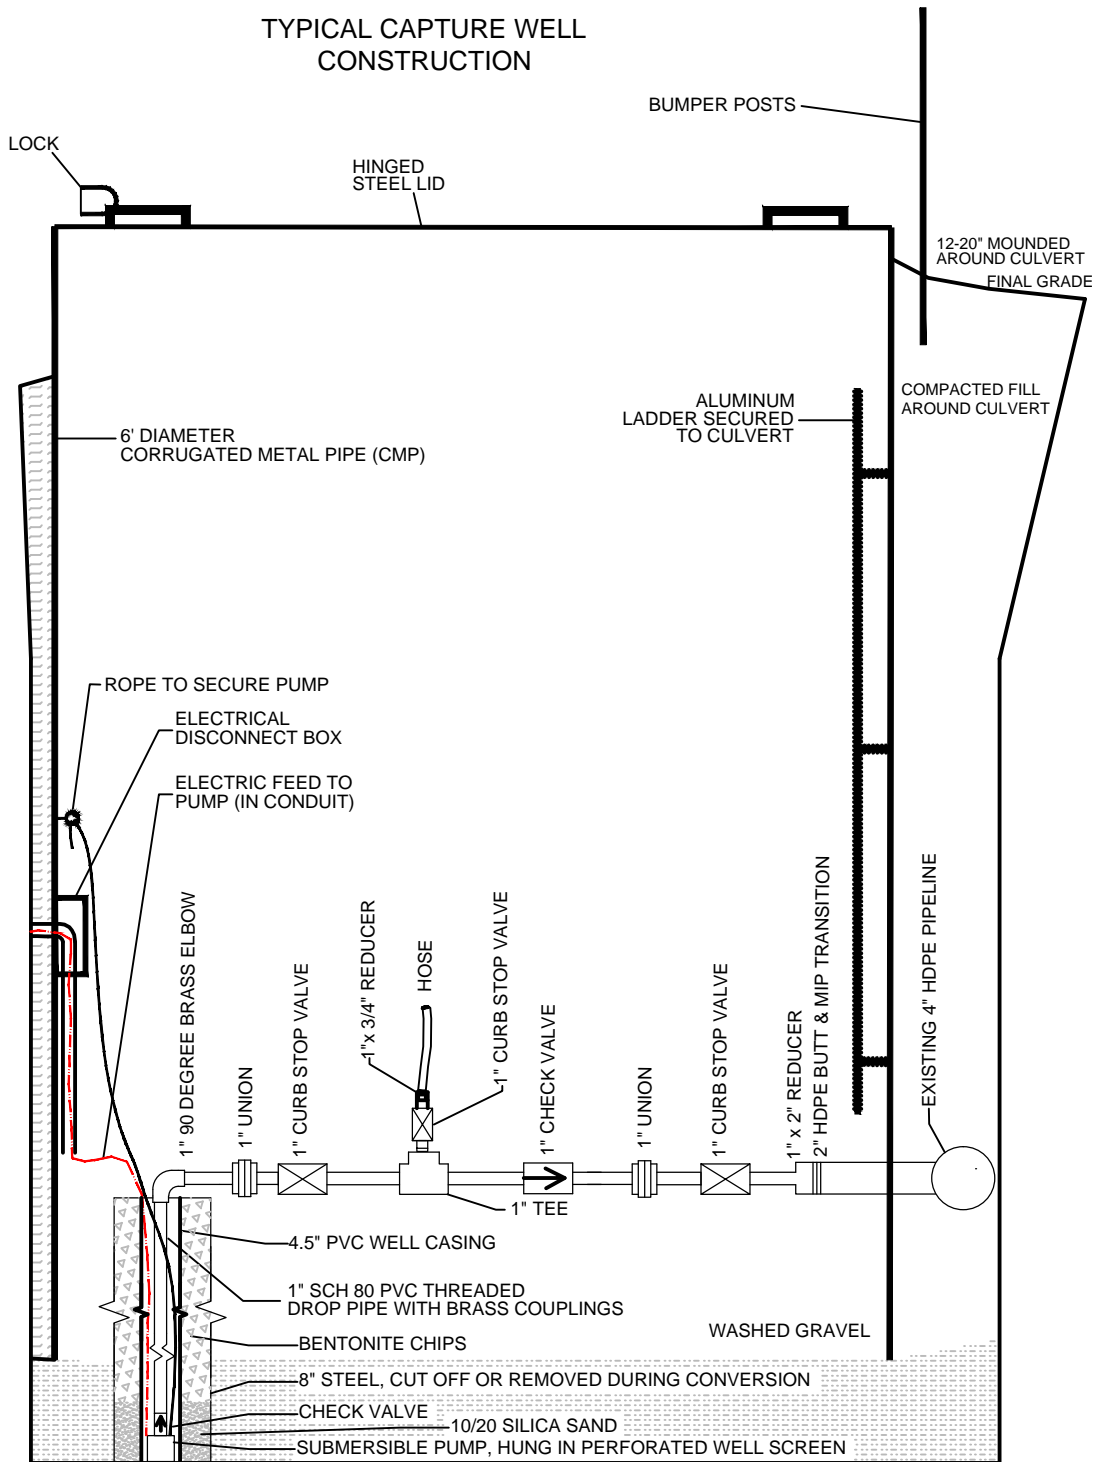 TYPICAL CAPTURE WELL
CONSTRUCTION
BUMPER POSTS
LOCK
HINGED
STEEL LID
12-20" MOUNDED
AROUND CULVERT
FINAL GRADE
ALUMINUM
LADDER SECURED
TO CULVERT
COMPACTED FILL
AROUND CULVERT
6' DIAMETER
CORRUGATED METAL PIPE (CMP)
ROPE TO SECURE PUMP
ELECTRICAL
DISCONNECT BOX
ELECTRIC FEED TO
PUMP (IN CONDUIT)
1" 90 DEGREE BRASS ELBOW
1" UNION
1" CURB STOP VALVE
1"x 3/4" REDUCER
HOSE
1" CURB STOP VALVE
1" CHECK VALVE
1" UNION
1" CURB STOP VALVE
1" x 2" REDUCER
2" HDPE BUTT & MIP TRANSITION
EXISTING 4" HDPE PIPELINE
1" TEE
4.5" PVC WELL CASING
1" SCH 80 PVC THREADED
DROP PIPE WITH BRASS COUPLINGS
WASHED GRAVEL
BENTONITE CHIPS
8" STEEL, CUT OFF OR REMOVED DURING CONVERSION
CHECK VALVE
10/20 SILICA SAND
SUBMERSIBLE PUMP, HUNG IN PERFORATED WELL SCREEN